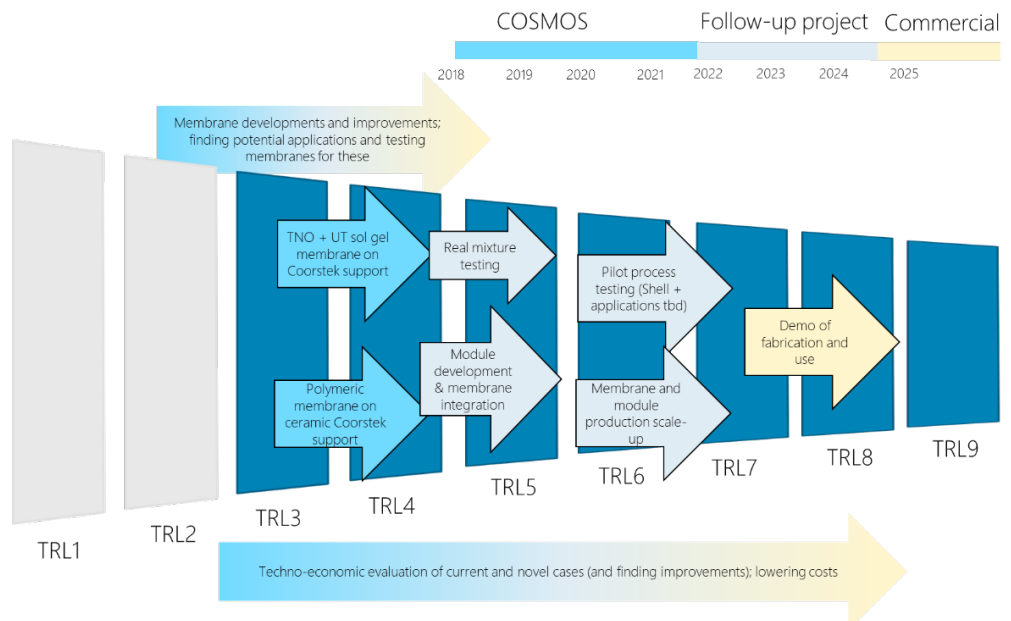 COSMOS
Follow-up project
Commercial
2018
2019
2020
2021
2022
2023
2024
2025
Membrane developments and improvements;
finding potential applications and testing
membranes for these
TNO + UT sol gel
membrane on
Coorstek support
Real mixture
testing
Pilot process
testing (Shell +
applications tbd)
Demo of
fabrication and
use
Polymeric
membrane on
ceramic Coorstek
support
Module
development
& membrane
integration
Membrane and
module
production scale-
up
TRL1
TRL2
TRL3
TRL4
TRL5
TRL6
TRL7
TRL8
TRL9
Techno-economic evaluation of current and novel cases (and finding improvements); lowering costs